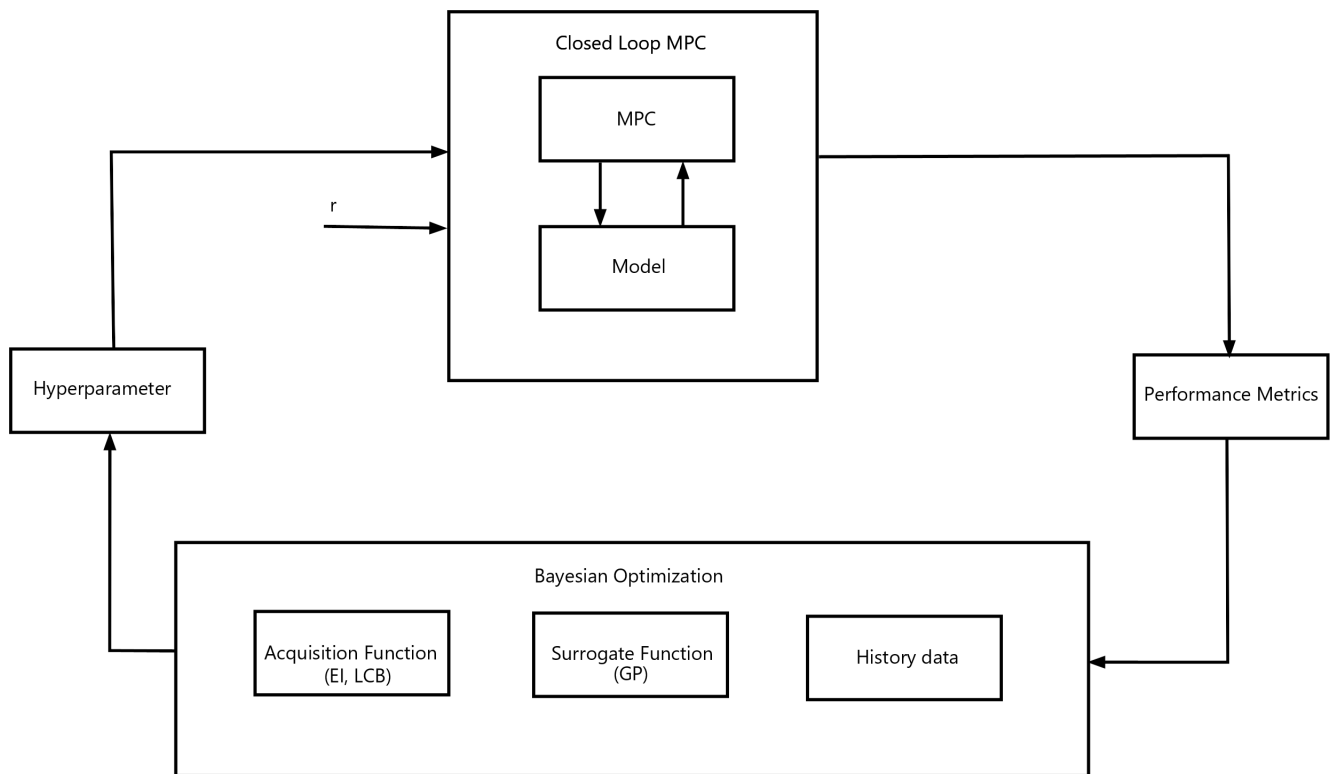 Closed Loop MPC
MPC
r
Model
Hyperparameter
Performance Metrics
Bayesian Optimization
Acquisition Function
(EI, LCB)
Surrogate Function
(GP)
History data